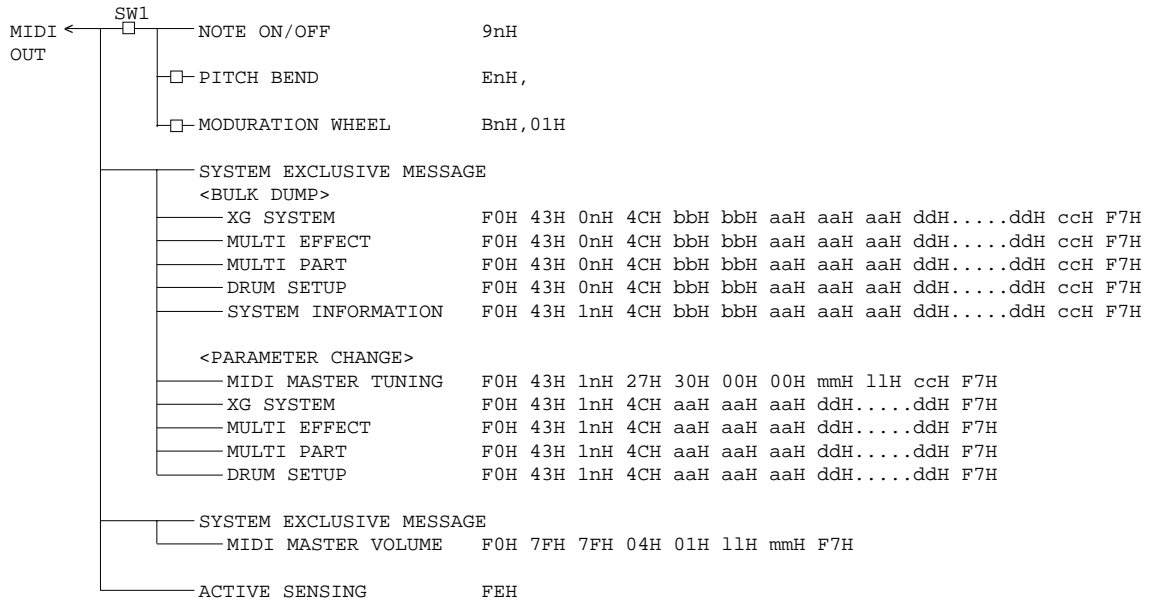 SW1
MIDI NOTE ON/OFF 9nH
OUT
PITCH BEND EnH,
MODURATION WHEEL BnH,01H
SYSTEM EXCLUSIVE MESSAGE
<BULK DUMP>
XG SYSTEM F0H 43H 0nH 4CH bbH bbH aaH aaH aaH ddH.....ddH ccH F7H
MULTI EFFECT F0H 43H 0nH 4CH bbH bbH aaH aaH aaH ddH.....ddH ccH F7H
MULTI PART F0H 43H 0nH 4CH bbH bbH aaH aaH aaH ddH.....ddH ccH F7H
DRUM SETUP F0H 43H 0nH 4CH bbH bbH aaH aaH aaH ddH.....ddH ccH F7H
SYSTEM INFORMATION F0H 43H 1nH 4CH bbH bbH aaH aaH aaH ddH.....ddH ccH F7H
<PARAMETER CHANGE>
MIDI MASTER TUNING F0H 43H 1nH 27H 30H 00H 00H mmH llH ccH F7H
XG SYSTEM F0H 43H 1nH 4CH aaH aaH aaH ddH.....ddH F7H
MULTI EFFECT F0H 43H 1nH 4CH aaH aaH aaH ddH.....ddH F7H
MULTI PART F0H 43H 1nH 4CH aaH aaH aaH ddH.....ddH F7H
DRUM SETUP F0H 43H 1nH 4CH aaH aaH aaH ddH.....ddH F7H
SYSTEM EXCLUSIVE MESSAGE
MIDI MASTER VOLUME F0H 7FH 7FH 04H 01H llH mmH F7H
ACTIVE SENSING FEH